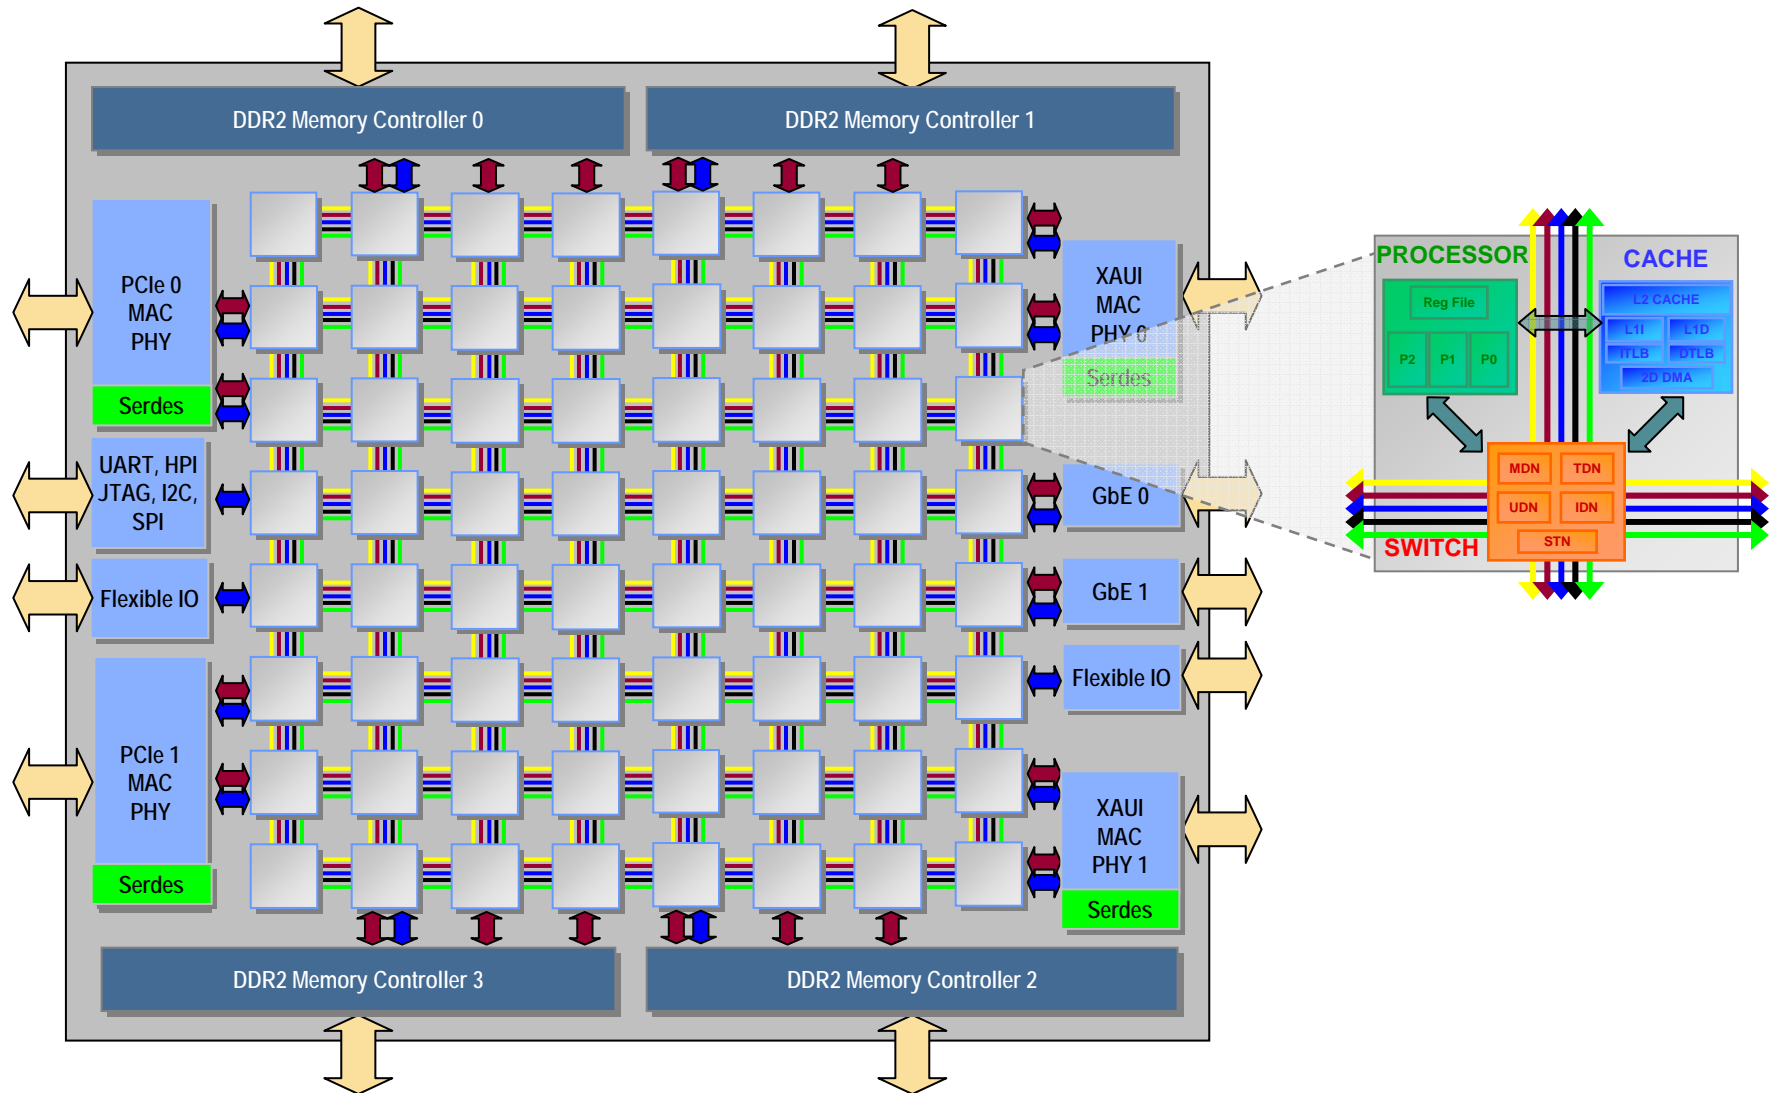 DDR2 Memory Controller 0
DDR2 Memory Controller 1
PCIe 0
MAC
PHY
Serdes
UART, HPI
JTAG, I2C,
SPI
Flexible IO
PCIe 1
MAC
PHY
Serdes
XAUI
MAC
PHY 0
Serdes
GbE 0
GbE 1
Flexible IO
XAUI
MAC
PHY 1
Serdes
DDR2 Memory Controller 3
DDR2 Memory Controller 2
PROCESSOR
Reg File
P2
P1
P0
CACHE
L2 CACHE
L1I
L1D
ITLB
DTLB
2D DMA
MDN
TDN
UDN
IDN
STN
SWITCH